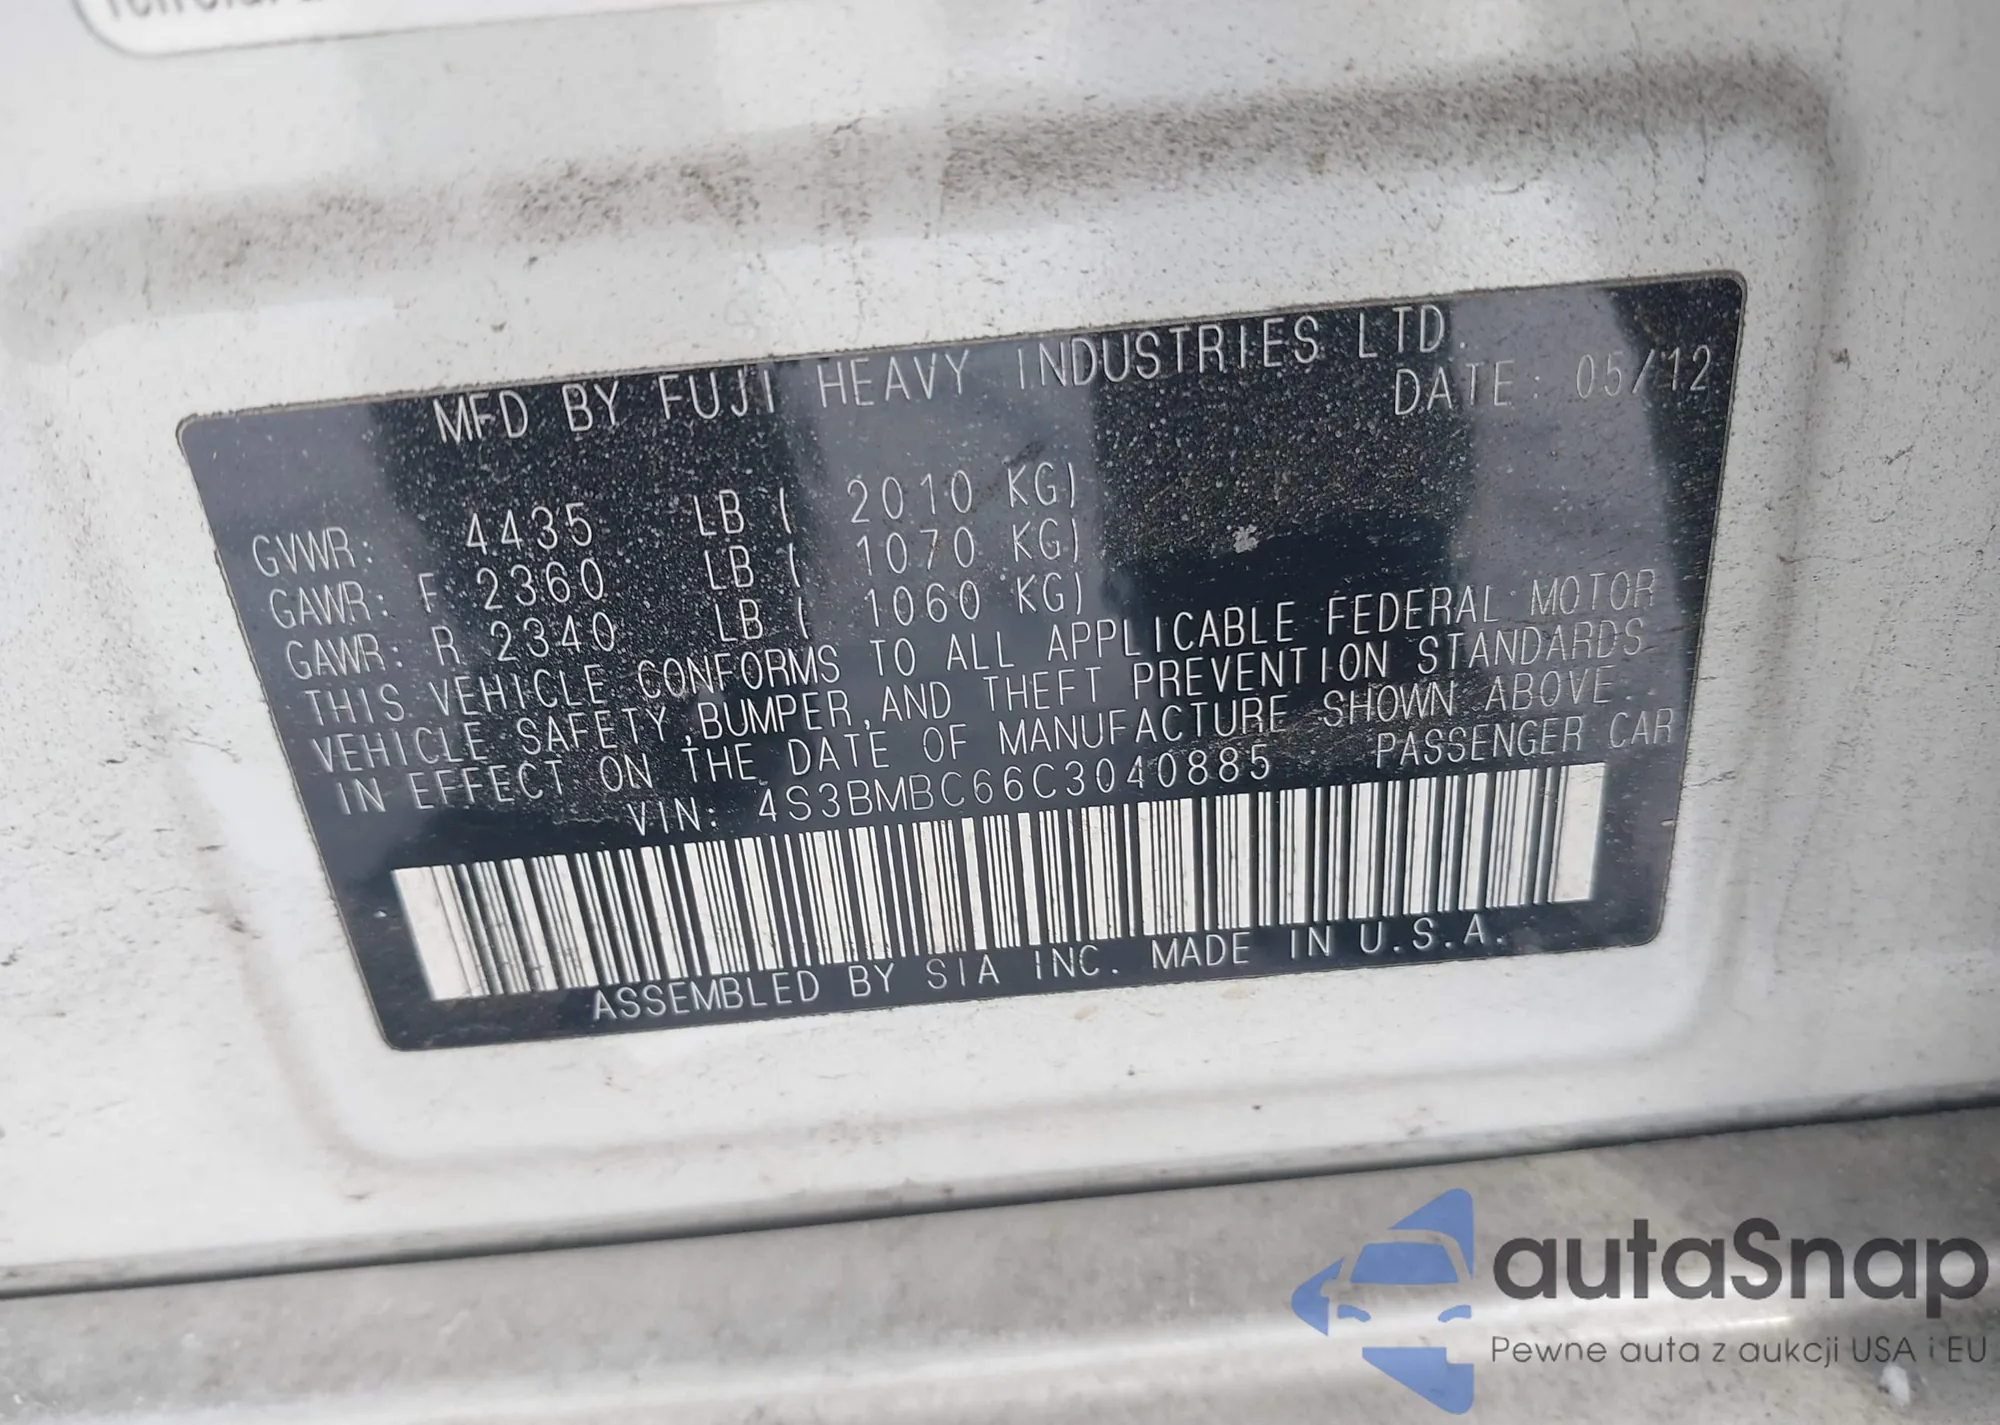 MFD BY FUJI HEAVY INDUSTRIES LTD.
DATE: 05/12
GVWR: 4435 LB ( 2010 KG)
GAWR: F 2360 LB ( 1070 KG)
GAWR: R 2340 LB ( 1060 KG)
THIS VEHICLE CONFORMS TO ALL APPLICABLE FEDERAL MOTOR
VEHICLE SAFETY,BUMPER,AND THEFT PREVENTION STANDARDS
IN EFFECT ON THE DATE OF MANUFACTURE SHOWN ABOVE.
VIN: 4S3BMBC66C3040885 PASSENGER CAR
ASSEMBLED BY SIA INC. MADE IN U.S.A.
autaSnap
Pewne auta z aukcji USA i EU